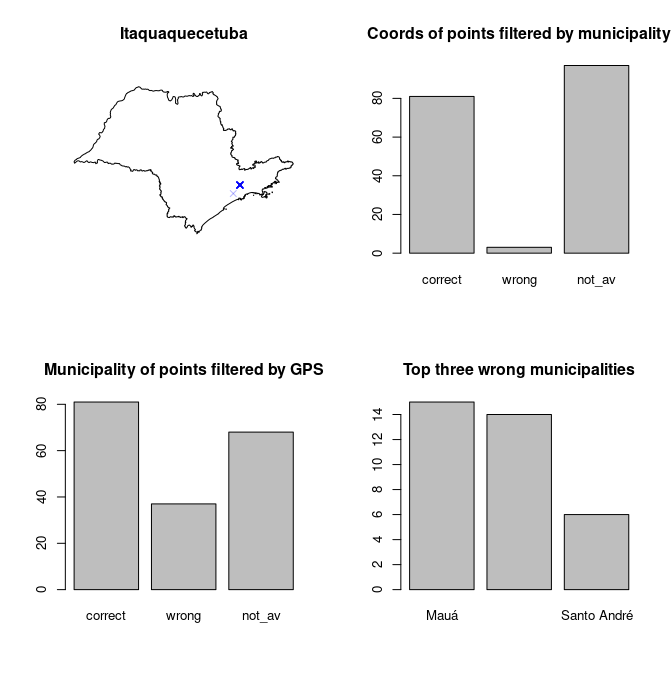 Itaquaquecetuba
Coords of points filtered by municipality
80
60
40
20
0
correct wrong not_av
Municipality of points filtered by GPS
80
60
40
20
0
correct wrong not_av
Top three wrong municipalities
14
12
10
8
6
4
2
0
Mauá Santo André